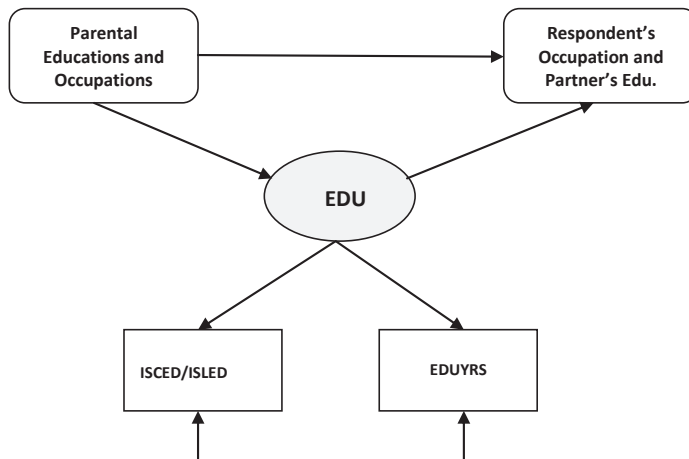 Parental
Educations and
Occupations
Respondent's
Occupation and
Partner's Edu.
EDU
ISCED/ISLED
EDUYRS